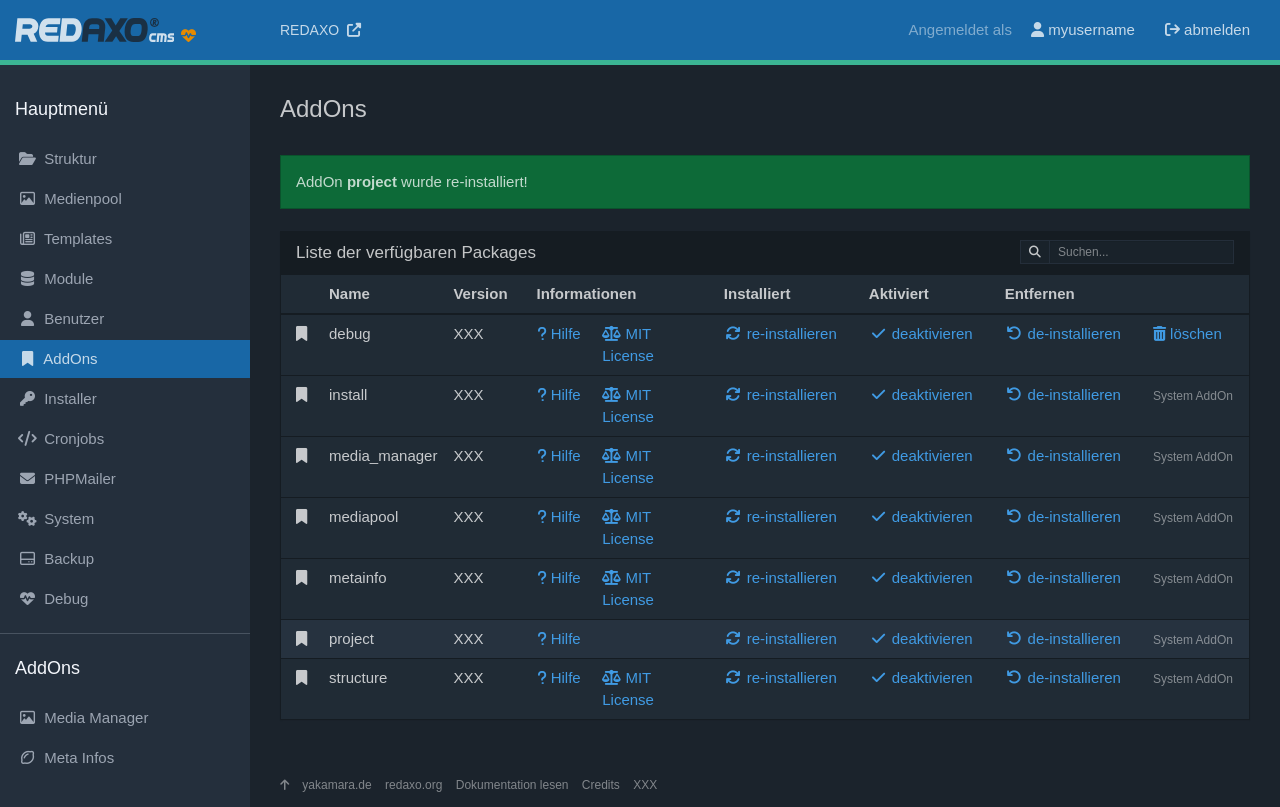 REDAXO® cms
REDAXO
Angemeldet als myusername abmelden
Hauptmenü
Struktur
Medienpool
Templates
Module
Benutzer
AddOns
Installer
Cronjobs
PHPMailer
System
Backup
Debug
AddOns
Media Manager
Meta Infos
AddOns
AddOn project wurde re-installiert!
Liste der verfügbaren Packages
Suchen...
Name Version Informationen Installiert Aktiviert Entfernen
debug XXX Hilfe MIT License re-installieren deaktivieren de-installieren löschen
install XXX Hilfe MIT License re-installieren deaktivieren de-installieren System AddOn
media_manager XXX Hilfe MIT License re-installieren deaktivieren de-installieren System AddOn
mediapool XXX Hilfe MIT License re-installieren deaktivieren de-installieren System AddOn
metainfo XXX Hilfe MIT License re-installieren deaktivieren de-installieren System AddOn
project XXX Hilfe re-installieren deaktivieren de-installieren System AddOn
structure XXX Hilfe MIT License re-installieren deaktivieren de-installieren System AddOn
yakamara.de redaxo.org Dokumentation lesen Credits XXX